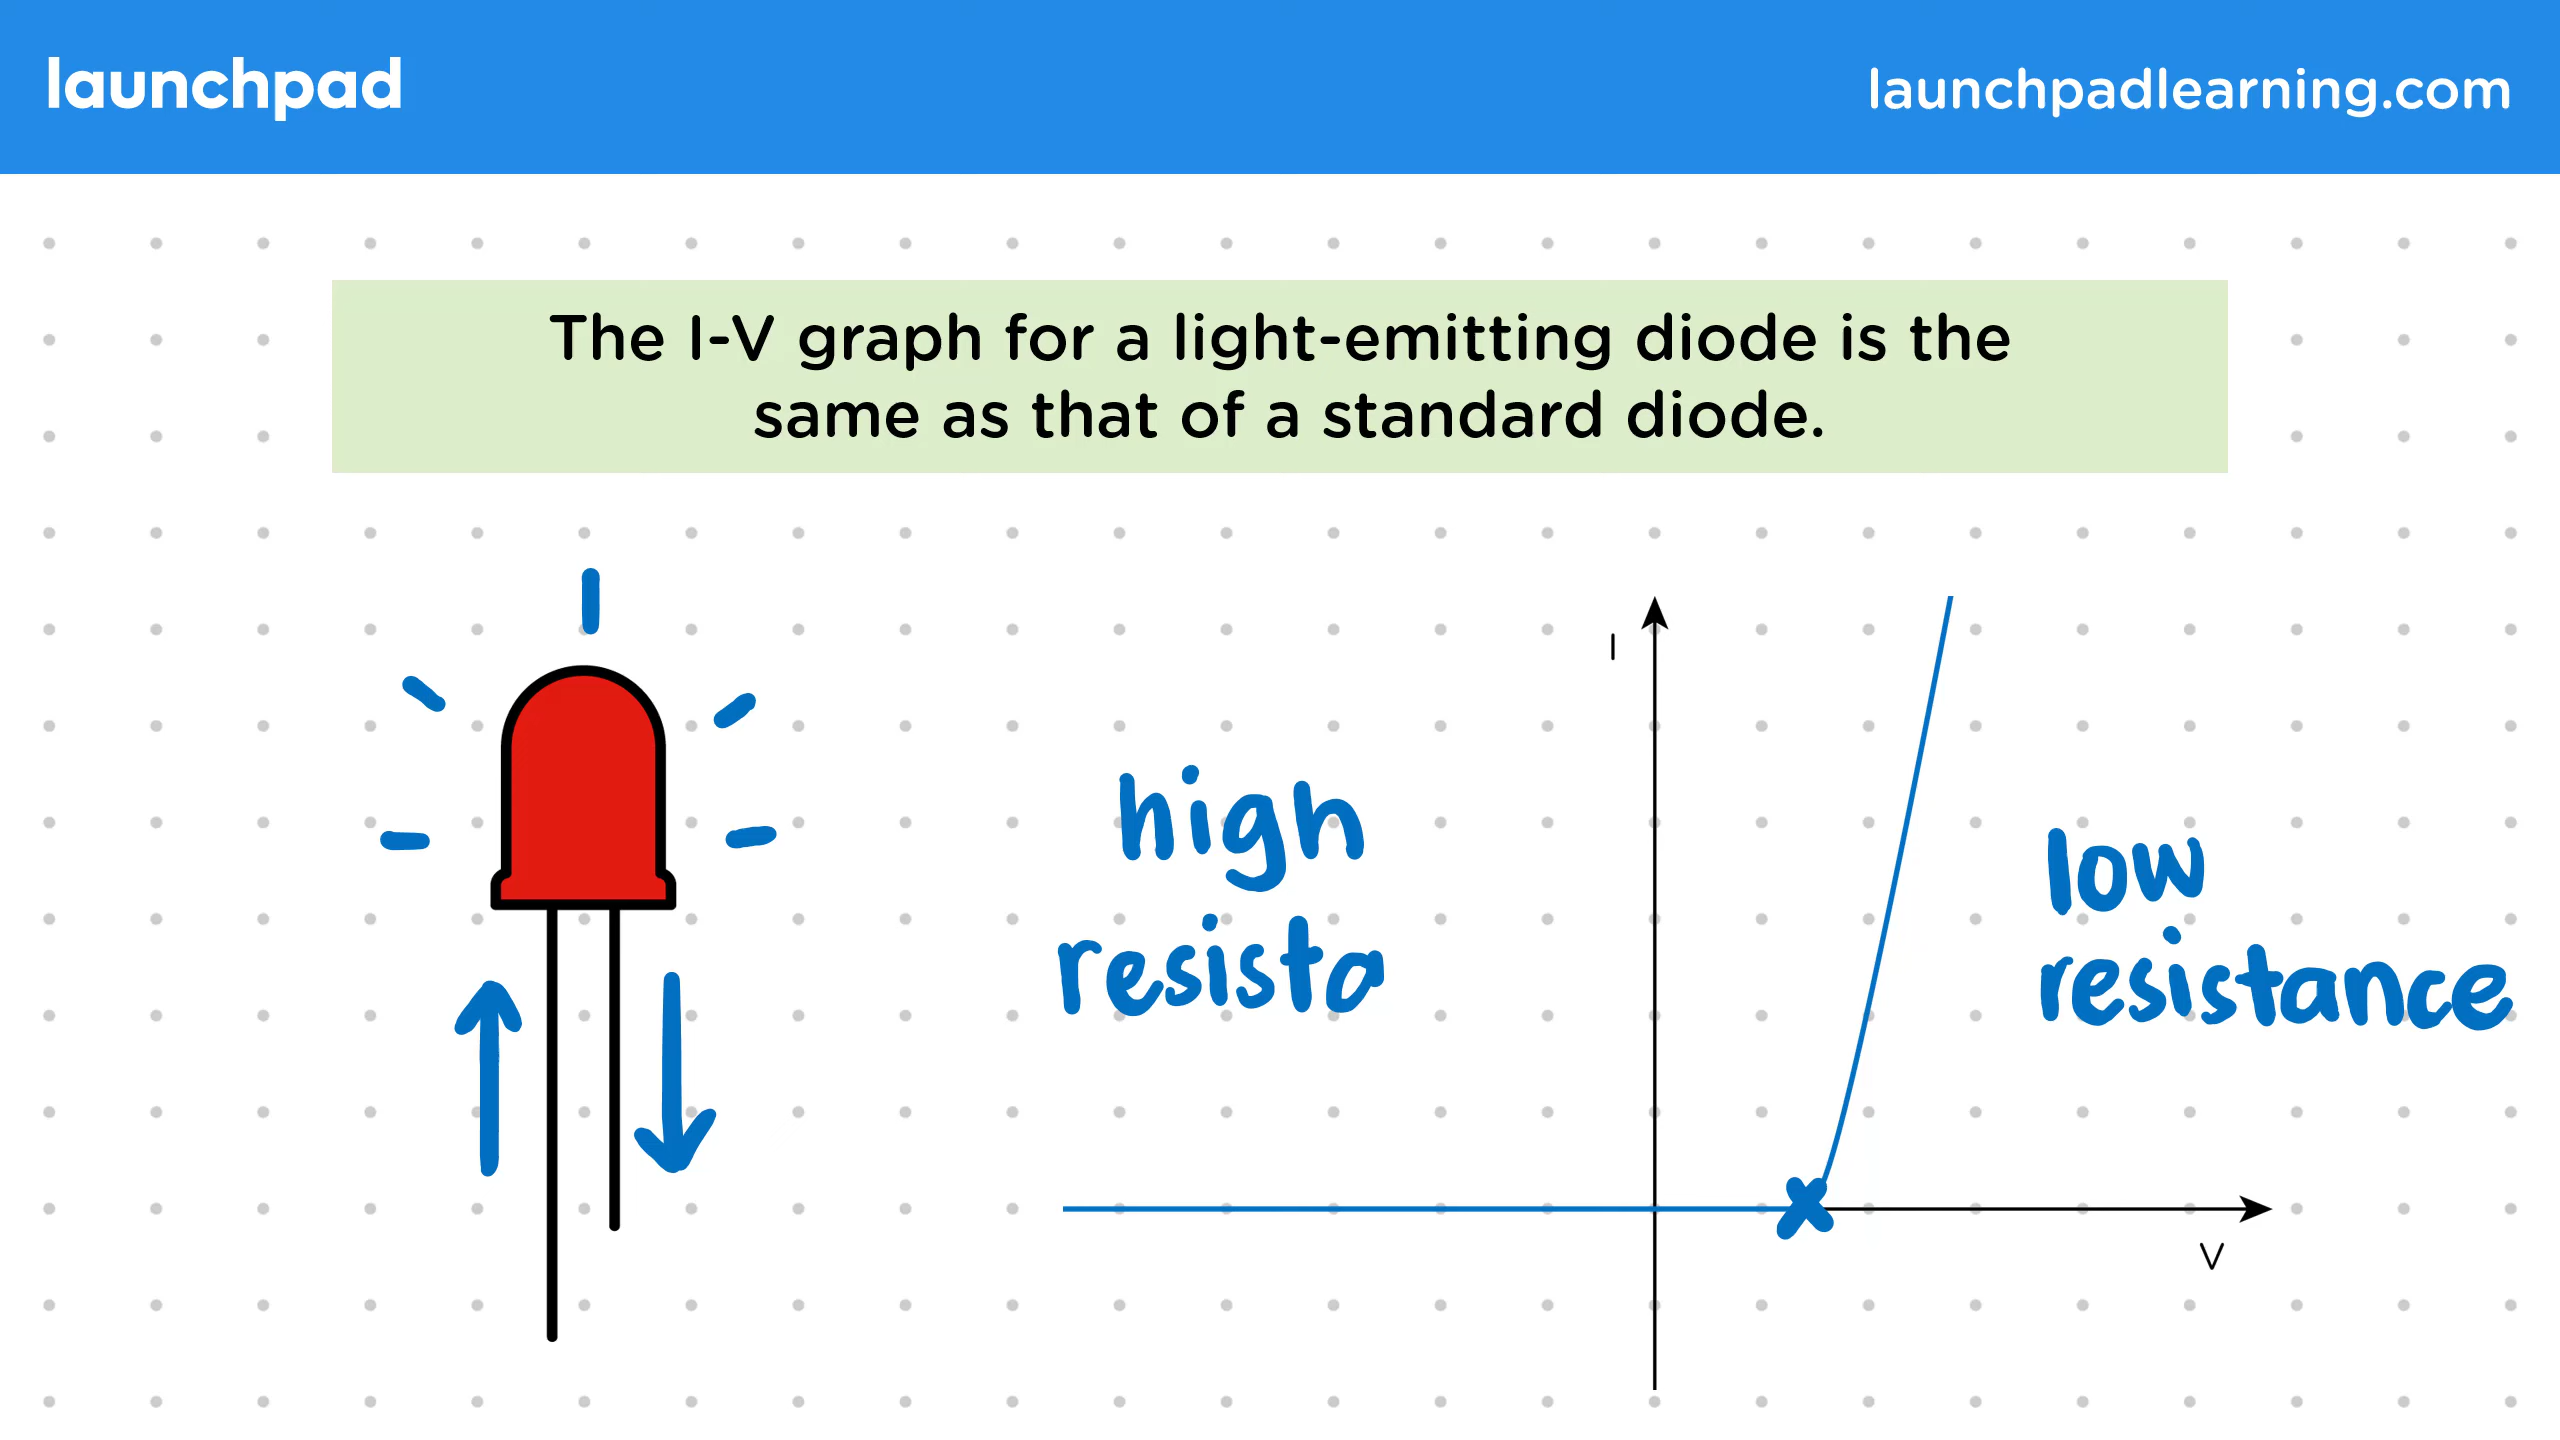 launchpad
launchpadlearning.com
The I-V graph for a light-emitting diode is the
same as that of a standard diode.
I
high
resista
low
resistance
V